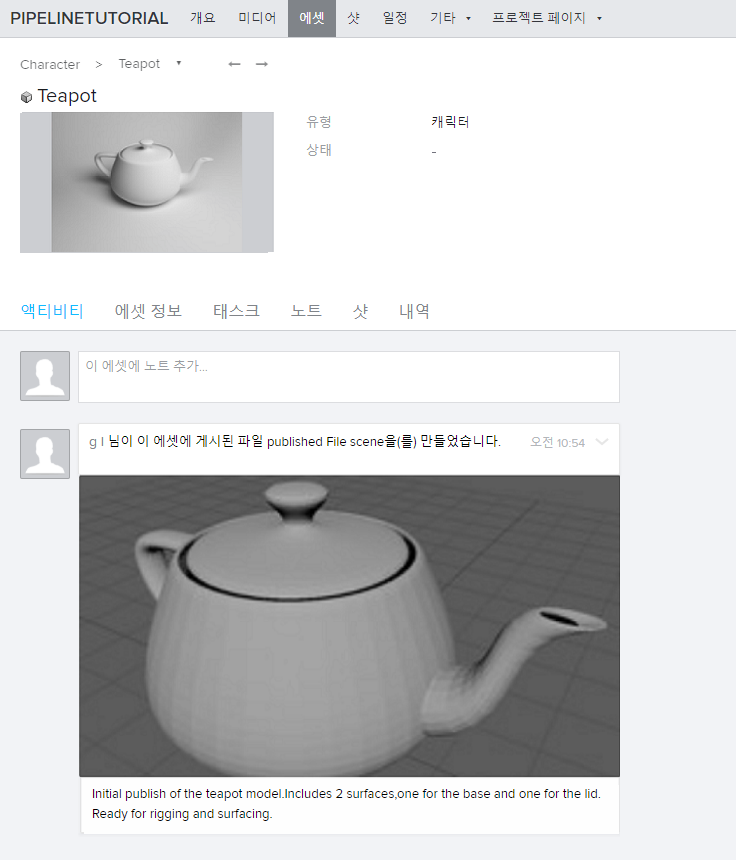 PIPELINETUTORIAL 개요 미디어 에셋 샷 일정 기타 프로젝트 페이지
Character > Teapot
Teapot
유형 캐릭터
상태 -
액티비티 에셋 정보 태스크 노트 샷 내역
이 에셋에 노트 추가...
g l 님이 이 에셋에 게시된 파일 published File scene을(를) 만들었습니다. 오전 10:54
Initial publish of the teapot model.Includes 2 surfaces,one for the base and one for the lid.
Ready for rigging and surfacing.